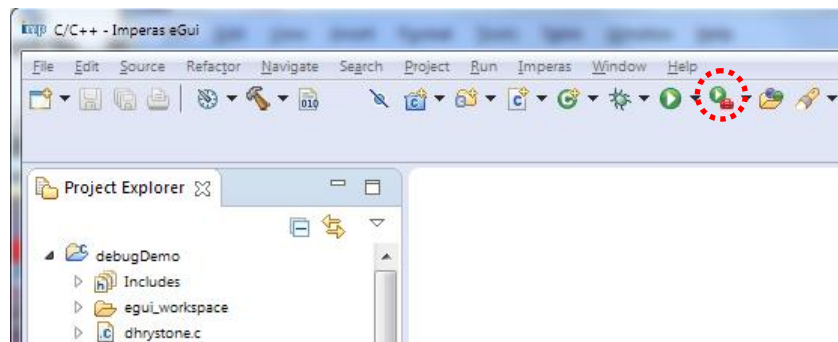 C/C++ - Imperas eGui
File Edit Source Refactor Navigate Search Project Run Imperas Window Help
010
Project Explorer
debugDemo
Includes
egui_workspace
dhrystone.c